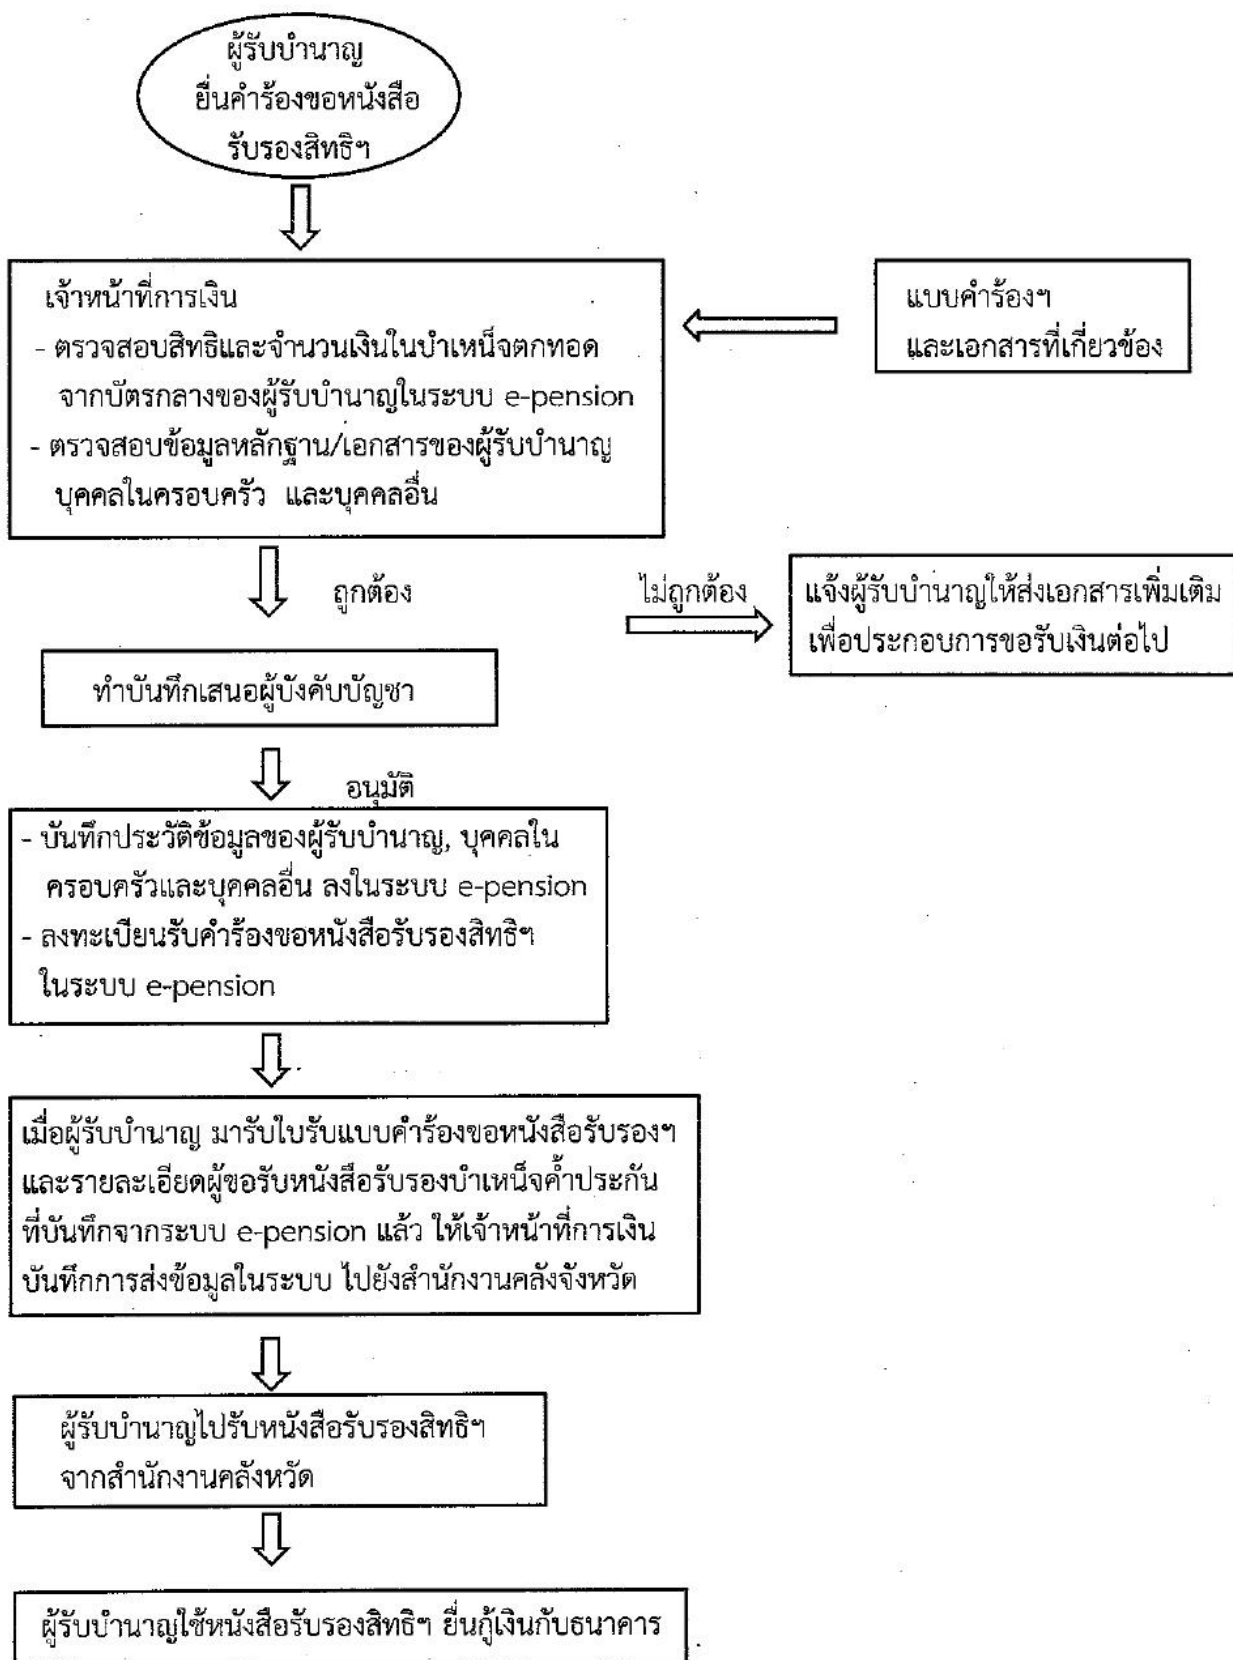 ผู้รับบำนาญ
ยื่นคำร้องขอหนังสือ
รับรองสิทธิฯ
เจ้าหน้าที่การเงิน
- ตรวจสอบสิทธิและจำนวนเงินในบำเหน็จตกทอด
จากบัตรกลางของผู้รับบำนาญในระบบ e-pension
- ตรวจสอบข้อมูลหลักฐาน/เอกสารของผู้รับบำนาญ
บุคคลในครอบครัว และบุคคลอื่น
แบบคำร้องฯ
และเอกสารที่เกี่ยวข้อง
ถูกต้อง
ไม่ถูกต้อง
แจ้งผู้รับบำนาญให้ส่งเอกสารเพิ่มเติม
เพื่อประกอบการขอรับเงินต่อไป
ทำบันทึกเสนอผู้บังคับบัญชา
อนุมัติ
- บันทึกประวัติข้อมูลของผู้รับบำนาญ, บุคคลใน
ครอบครัวและบุคคลอื่น ลงในระบบ e-pension
- ลงทะเบียนรับคำร้องขอหนังสือรับรองสิทธิฯ
ในระบบ e-pension
เมื่อผู้รับบำนาญ มารับใบรับแบบคำร้องขอหนังสือรับรองฯ
และรายละเอียดผู้ขอรับหนังสือรับรองบำเหน็จค้ำประกัน
ที่บันทึกจากระบบ e-pension แล้ว ให้เจ้าหน้าที่การเงิน
บันทึกการส่งข้อมูลในระบบ ไปยังสำนักงานคลังจังหวัด
ผู้รับบำนาญไปรับหนังสือรับรองสิทธิฯ
จากสำนักงานคลังหวัด
ผู้รับบำนาญใช้หนังสือรับรองสิทธิฯ ยื่นกู้เงินกับธนาคาร